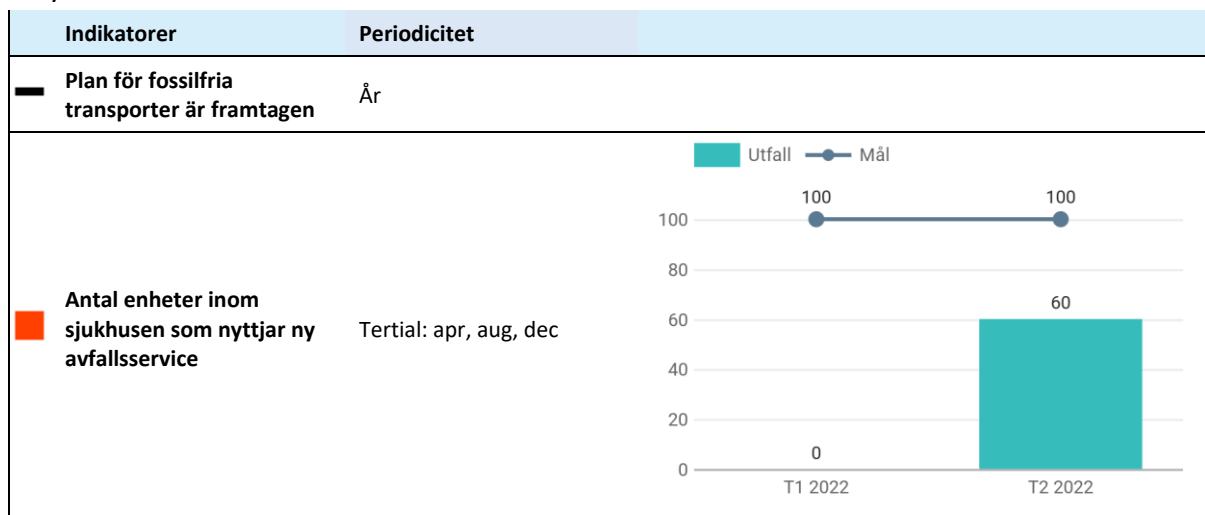 Indikatorer Periodicitet
Plan för fossilfria
transporter är framtagen
År
Antal enheter inom
sjukhusen som nyttjar ny
avfallsservice
Tertial: apr, aug, dec
Utfall Mål
100 100
100
80
60
60
40
20
0
0
T1 2022 T2 2022